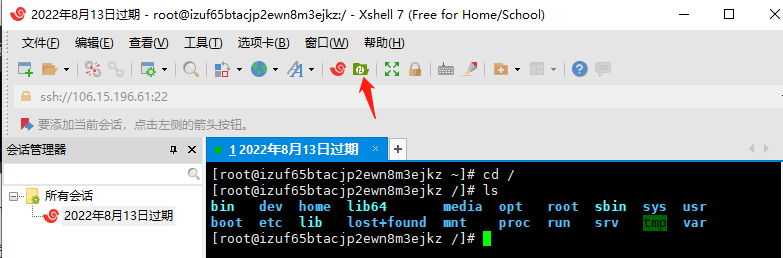 2022年8月13日过期 - root@izuf65btacjp2ewn8m3ejkz:/ - Xshell 7 (Free for Home/School)
文件(F) 编辑(E) 查看(V) 工具(T) 选项卡(B) 窗口(W) 帮助(H)
ssh://106.15.196.61:22
要添加当前会话，点击左侧的箭头按钮。
会话管理器
所有会话
2022年8月13日过期
1 2022年8月13日过期
[root@izuf65btacjp2ewn8m3ejkz ~]# cd /
[root@izuf65btacjp2ewn8m3ejkz /]# ls
bin dev home lib64 media opt root sbin sys usr
boot etc lib lost+found mnt proc run srv tmp var
[root@izuf65btacjp2ewn8m3ejkz /]#